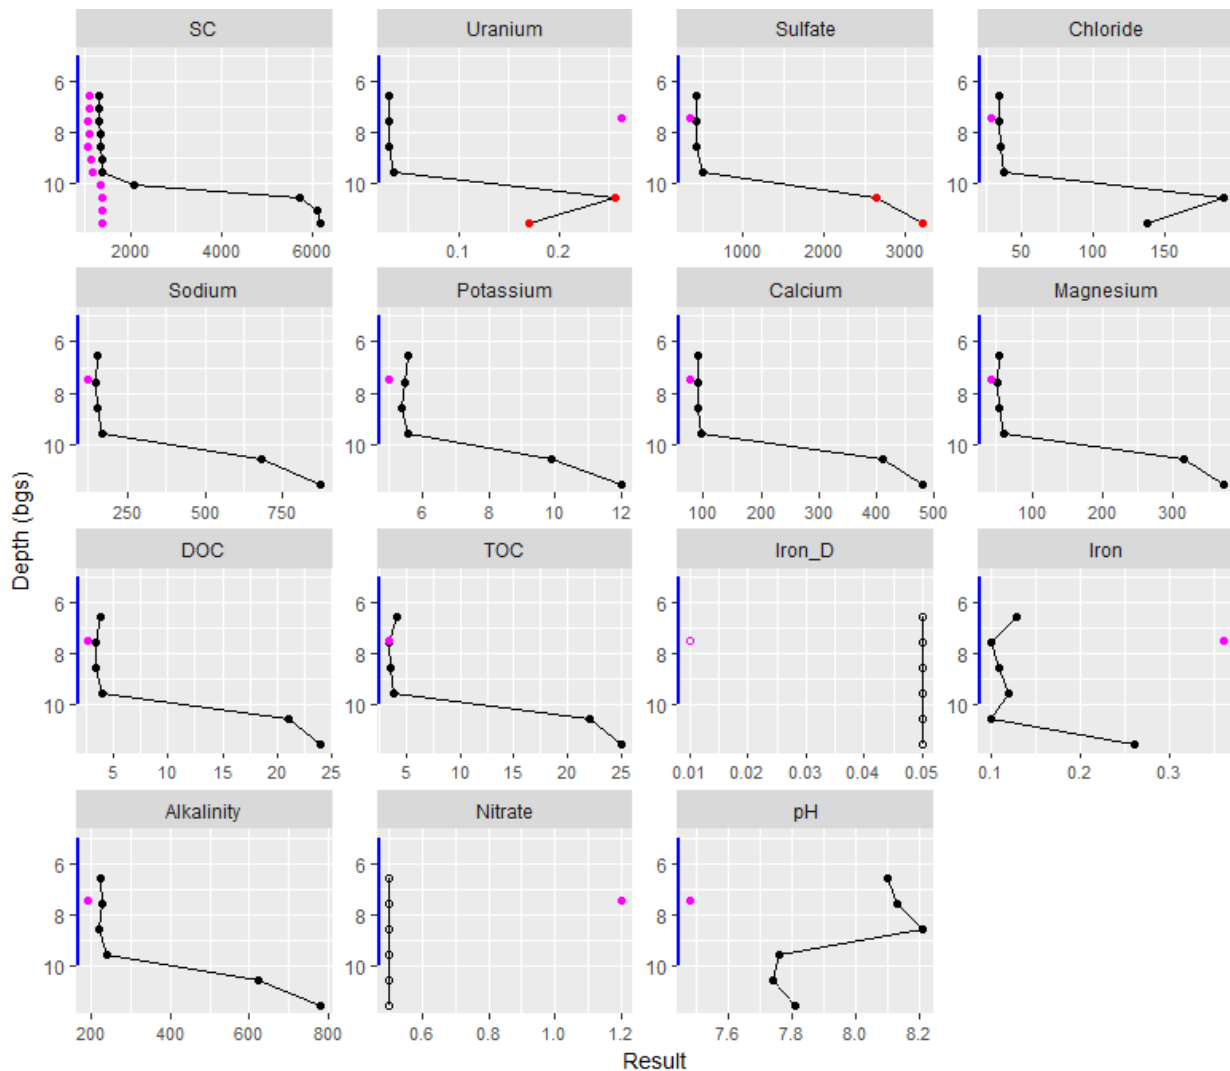 SC Uranium Sulfate Chloride
6 6 6 6
8 8 8 8
10 10 10 10
2000 4000 6000 0.1 0.2 1000 2000 3000 50 100 150
Sodium Potassium Calcium Magnesium
6 6 6 6
8 8 8 8
10 10 10 10
250 500 750 6 8 10 12 100 200 300 400 500 100 200 300
Depth (bgs)
DOC TOC Iron_D Iron
6 6 6 6
8 8 8 8
10 10 10 10
5 10 15 20 25 5 10 15 20 25 0.01 0.02 0.03 0.04 0.05 0.1 0.2 0.3
Alkalinity Nitrate pH
6 6 6
8 8 8
10 10 10
200 400 600 800 0.6 0.8 1.0 1.2 7.6 7.8 8.0 8.2
Result